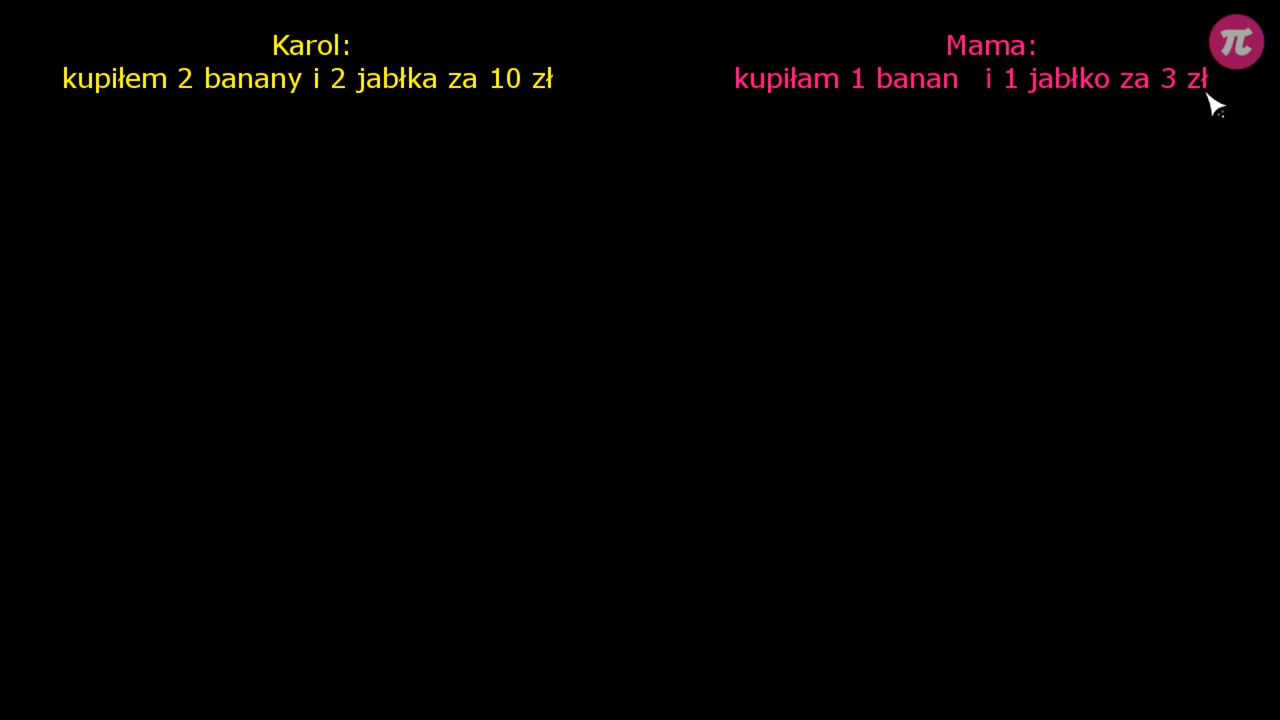 Karol:
kupiłem 2 banany i 2 jabłka za 10 zł
Mama:
kupiłam 1 banan i 1 jabłko za 3 zł
π